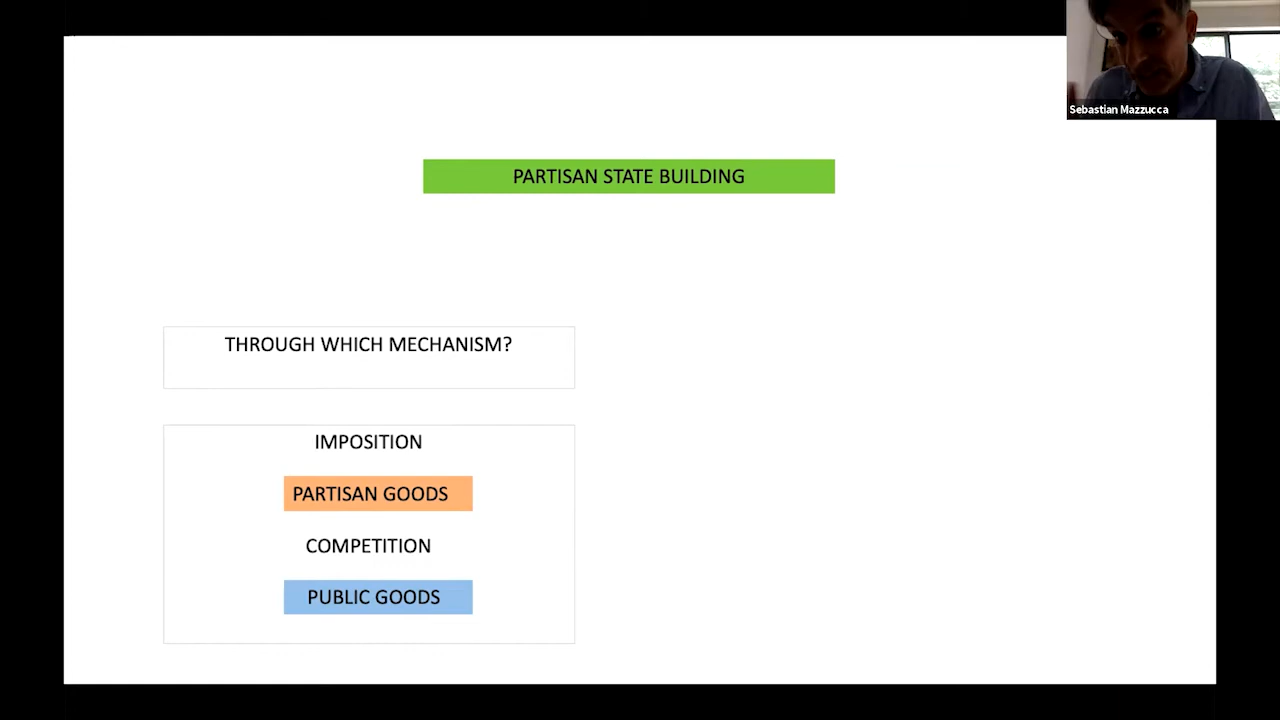 Sebastian Mazzucca
PARTISAN STATE BUILDING
THROUGH WHICH MECHANISM?
IMPOSITION
PARTISAN GOODS
COMPETITION
PUBLIC GOODS